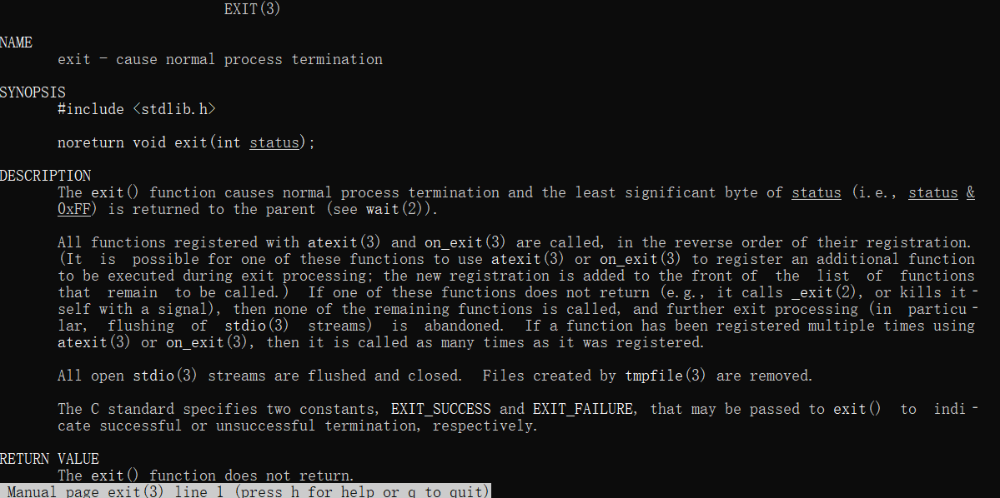 EXIT(3)
NAME
exit - cause normal process termination
SYNOPSIS
#include <stdlib.h>
noreturn void exit(int status);
DESCRIPTION
The exit() function causes normal process termination and the least significant byte of status (i.e., status &
0xFF) is returned to the parent (see wait(2)).
All functions registered with atexit(3) and on_exit(3) are called, in the reverse order of their registration.
(It is possible for one of these functions to use atexit(3) or on_exit(3) to register an additional function
to be executed during exit processing; the new registration is added to the front of the list of functions
that remain to be called.) If one of these functions does not return (e.g., it calls _exit(2), or kills it‐
self with a signal), then none of the remaining functions is called, and further exit processing (in particu‐
lar, flushing of stdio(3) streams) is abandoned. If a function has been registered multiple times using
atexit(3) or on_exit(3), then it is called as many times as it was registered.
All open stdio(3) streams are flushed and closed. Files created by tmpfile(3) are removed.
The C standard specifies two constants, EXIT_SUCCESS and EXIT_FAILURE, that may be passed to exit() to indi‐
cate successful or unsuccessful termination, respectively.
RETURN VALUE
The exit() function does not return.
Manual page exit(3) line 1 (press h for help or q to quit)